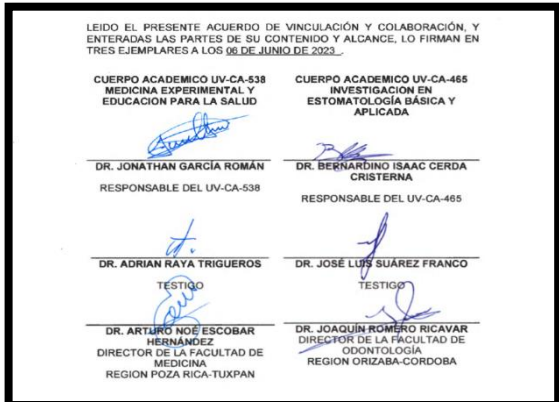 LEIDO EL PRESENTE ACUERDO DE VINCULACIÓN Y COLABORACIÓN, Y
ENTERADAS LAS PARTES DE SU CONTENIDO Y ALCANCE, LO FIRMAN EN
TRES EJEMPLARES A LOS 06 DE JUNIO DE 2023 .
CUERPO ACADEMICO UV-CA-538
MEDICINA EXPERIMENTAL Y
EDUCACION PARA LA SALUD
DR. JONATHAN GARCÍA ROMÁN
RESPONSABLE DEL UV-CA-538
CUERPO ACADEMICO UV-CA-465
INVESTIGACION EN
ESTOMATOLOGÍA BÁSICA Y
APLICADA
DR. BERNARDINO ISAAC CERDA
CRISTERNA
RESPONSABLE DEL UV-CA-465
DR. ADRIAN RAYA TRIGUEROS
TESTIGO
DR. JOSÉ LUIS SUÁREZ FRANCO
TESTIGO
DR. ARTURO NOÉ ESCOBAR
HERNÁNDEZ
DIRECTOR DE LA FACULTAD DE
MEDICINA
REGION POZA RICA-TUXPAN
DR. JOAQUÍN ROMERO RICAVAR
DIRECTOR DE LA FACULTAD DE
ODONTOLOGÍA
REGION ORIZABA-CORDOBA